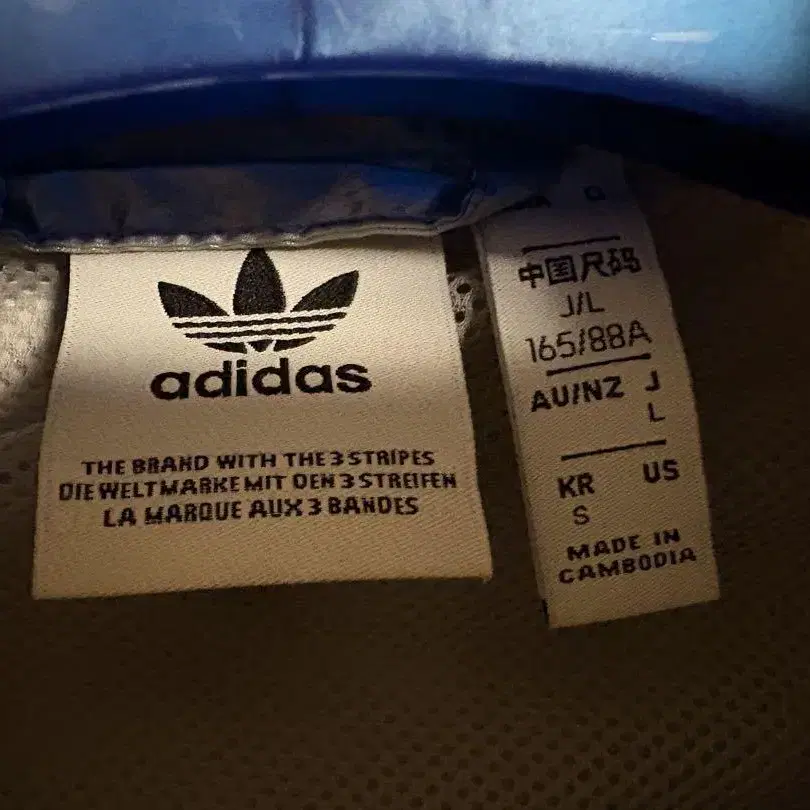 adidas
THE BRAND WITH THE 3 STRIPES
DIE WELTMARKE MIT DEN 3 STREIFEN
LA MARQUE AUX 3 BANDES
中国尺码
J/L
165/88A
AU/NZ J
L
KR US
S
MADE IN
CAMBODIA